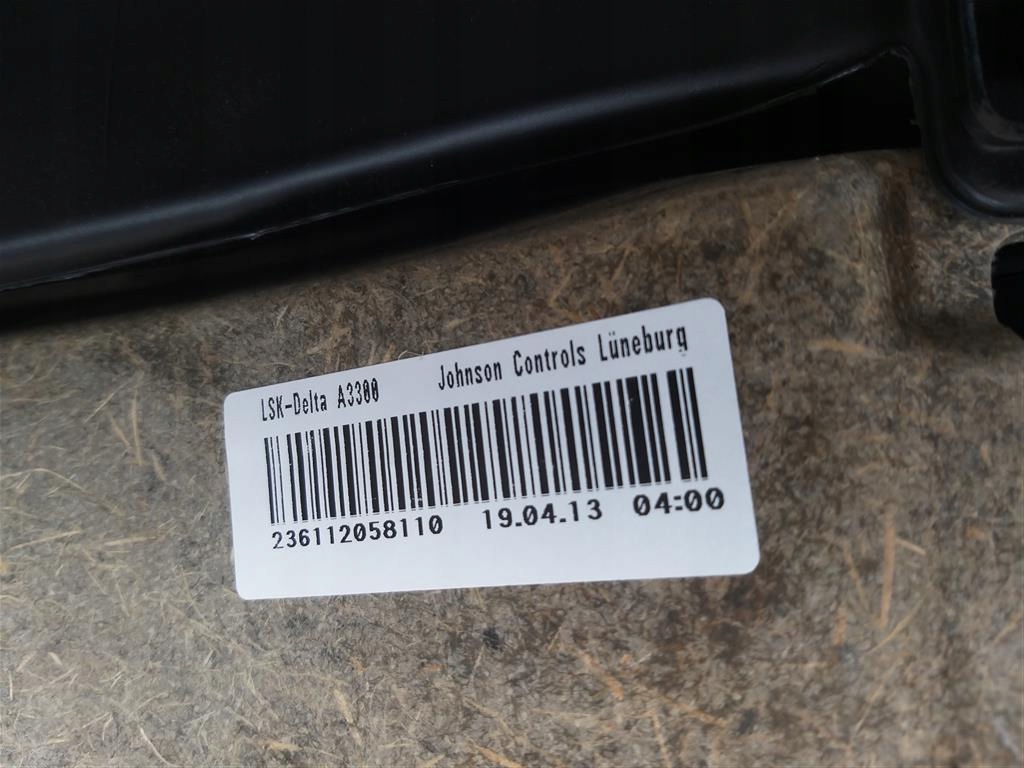 LSK-Delta A3300 Johnson Controls Lüneburg
236112058110 19.04.13 04:00